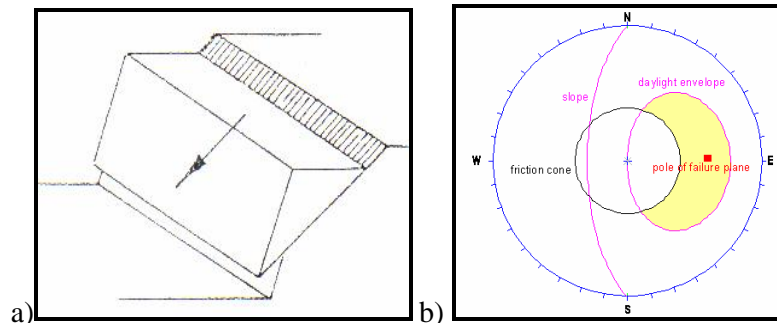 a)
b)
N
daylight envelope
slope
W
E
friction cone
pole of failure plane
S